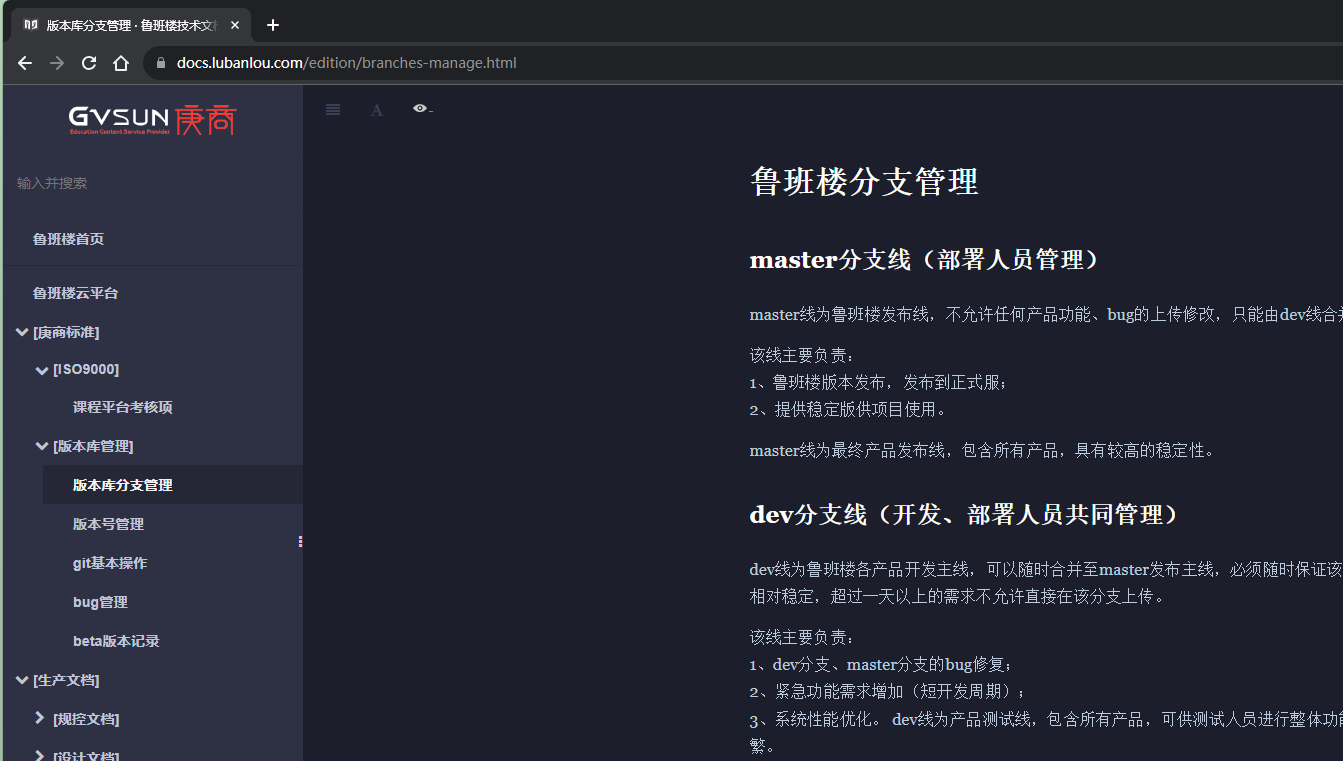 版本库分支管理 · 鲁班楼技术文
docs.lubanlou.com/edition/branches-manage.html
GVSUN 庚商
Education Content Service Provider
输入并搜索
鲁班楼首页
鲁班楼云平台
[庚商标准]
[ISO9000]
课程平台考核项
[版本库管理]
版本库分支管理
版本号管理
git基本操作
bug管理
beta版本记录
[生产文档]
[规控文档]
[设计文档]
A
鲁班楼分支管理
master分支线（部署人员管理）
master线为鲁班楼发布线，不允许任何产品功能、bug的上传修改，只能由dev线合并
该线主要负责：
1、鲁班楼版本发布，发布到正式服；
2、提供稳定版供项目使用。
master线为最终产品发布线，包含所有产品，具有较高的稳定性。
dev分支线（开发、部署人员共同管理）
dev线为鲁班楼各产品开发主线，可以随时合并至master发布主线，必须随时保证该
相对稳定，超过一天以上的需求不允许直接在该分支上传。
该线主要负责：
1、dev分支、master分支的bug修复；
2、紧急功能需求增加（短开发周期）；
3、系统性能优化。 dev线为产品测试线，包含所有产品，可供测试人员进行整体功能
繁。